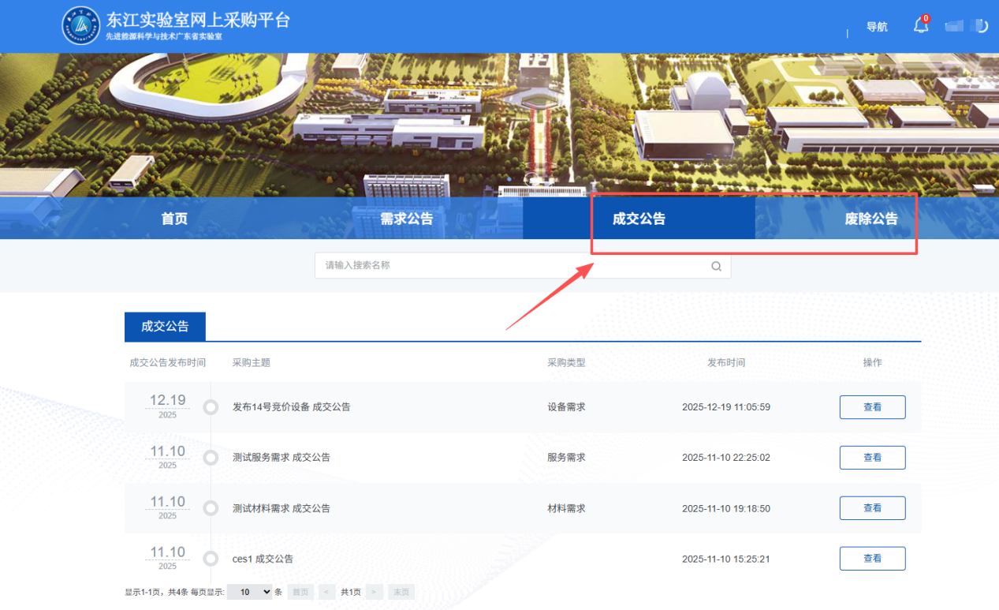 东江实验室网上采购平台
先进能源科学与技术广东省实验室
导航
0
首页 需求公告 成交公告 废除公告
请输入搜索名称
成交公告
成交公告发布时间 采购主题 采购类型 发布时间 操作
12.19
2025
发布14号竞价设备 成交公告 设备需求 2025-12-19 11:05:59 查看
11.10
2025
测试服务需求 成交公告 服务需求 2025-11-10 22:25:02 查看
11.10
2025
测试材料需求 成交公告 材料需求 2025-11-10 19:18:50 查看
11.10
2025
ces1 成交公告 2025-11-10 15:25:21 查看
显示1-1页，共4条 每页显示: 10 条 首页 < 共1页 > 末页